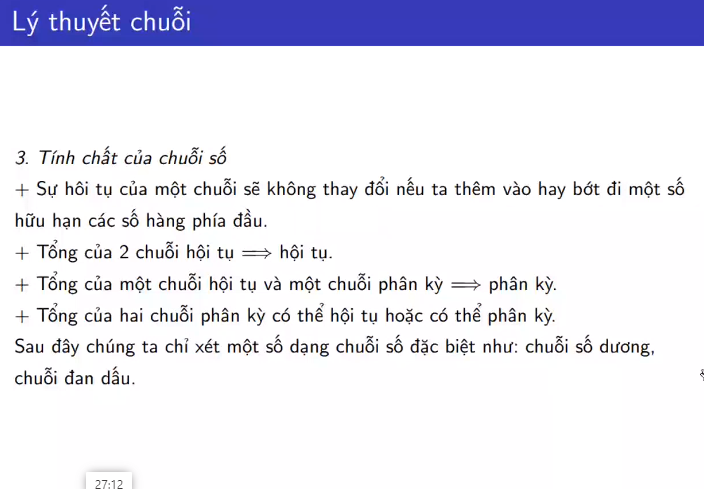 Lý thuyết chuỗi
3. Tính chất của chuỗi số
+ Sự hôi tụ của một chuỗi sẽ không thay đổi nếu ta thêm vào hay bớt đi một số
hữu hạn các số hàng phía đầu.
+ Tổng của 2 chuỗi hội tụ ⟹ hội tụ.
+ Tổng của một chuỗi hội tụ và một chuỗi phân kỳ ⟹ phân kỳ.
+ Tổng của hai chuỗi phân kỳ có thể hội tụ hoặc có thể phân kỳ.
Sau đây chúng ta chỉ xét một số dạng chuỗi số đặc biệt như: chuỗi số dương,
chuỗi đan dấu.
27:12